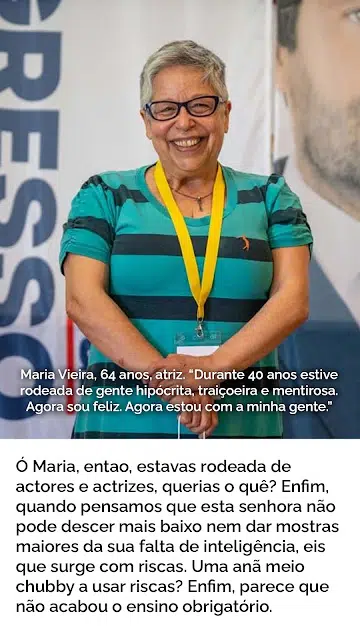 GRESSO
Maria Vieira, 64 anos, atriz. "Durante 40 anos estive
rodeada de gente hipócrita, traiçoeira e mentirosa.
Agora sou feliz. Agora estou com a minha gente."
Ó Maria, entao, estavas rodeada de
actores e actrizes, querias o quê? Enfim,
quando pensamos que esta senhora não
pode descer mais baixo nem dar mostras
maiores da sua falta de inteligência, eis
que surge com riscas. Uma anã meio
chubby a usar riscas? Enfim, parece que
não acabou o ensino obrigatório.